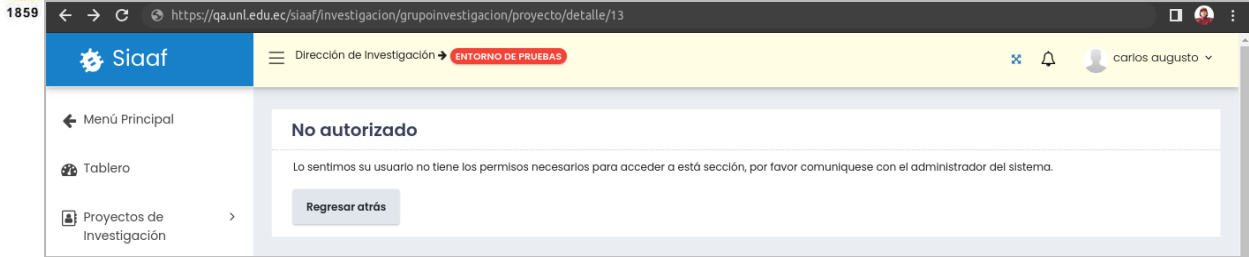 1859
https://qa.unl.edu.ec/siaaf/investigacion/grupoinvestigacion/proyecto/detalle/13
Siaaf
Dirección de Investigación → ENTORNO DE PRUEBAS
carlos augusto
Menú Principal
Tablero
Proyectos de
Investigación
No autorizado
Lo sentimos su usuario no tiene los permisos necesarios para acceder a está sección, por favor comuniquese con el administrador del sistema.
Regresar atrás